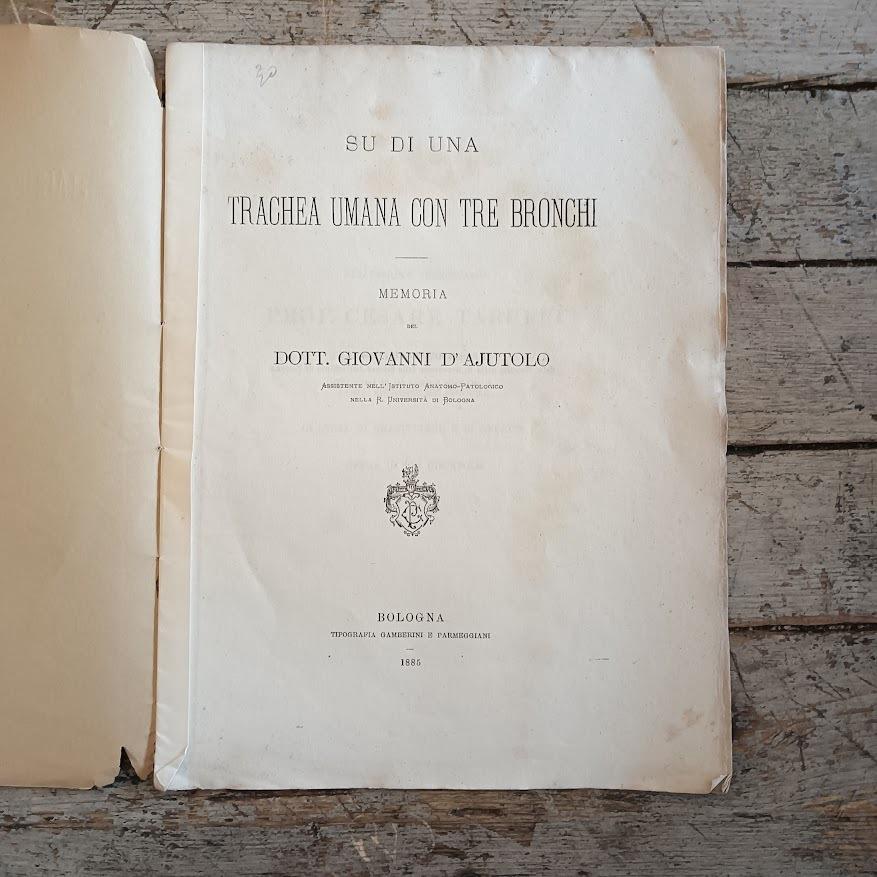 20
SU DI UNA
TRACHEA UMANA CON TRE BRONCHI
MEMORIA
DEL
DOTT. GIOVANNI D'AJUTOLO
ASSISTENTE NELL'ISTITUTO ANATOMO-PATOLOGICO
NELLA R. UNIVERSITÀ DI BOLOGNA
BOLOGNA
TIPOGRAFIA GAMBERINI E PARMEGGIANI
1885